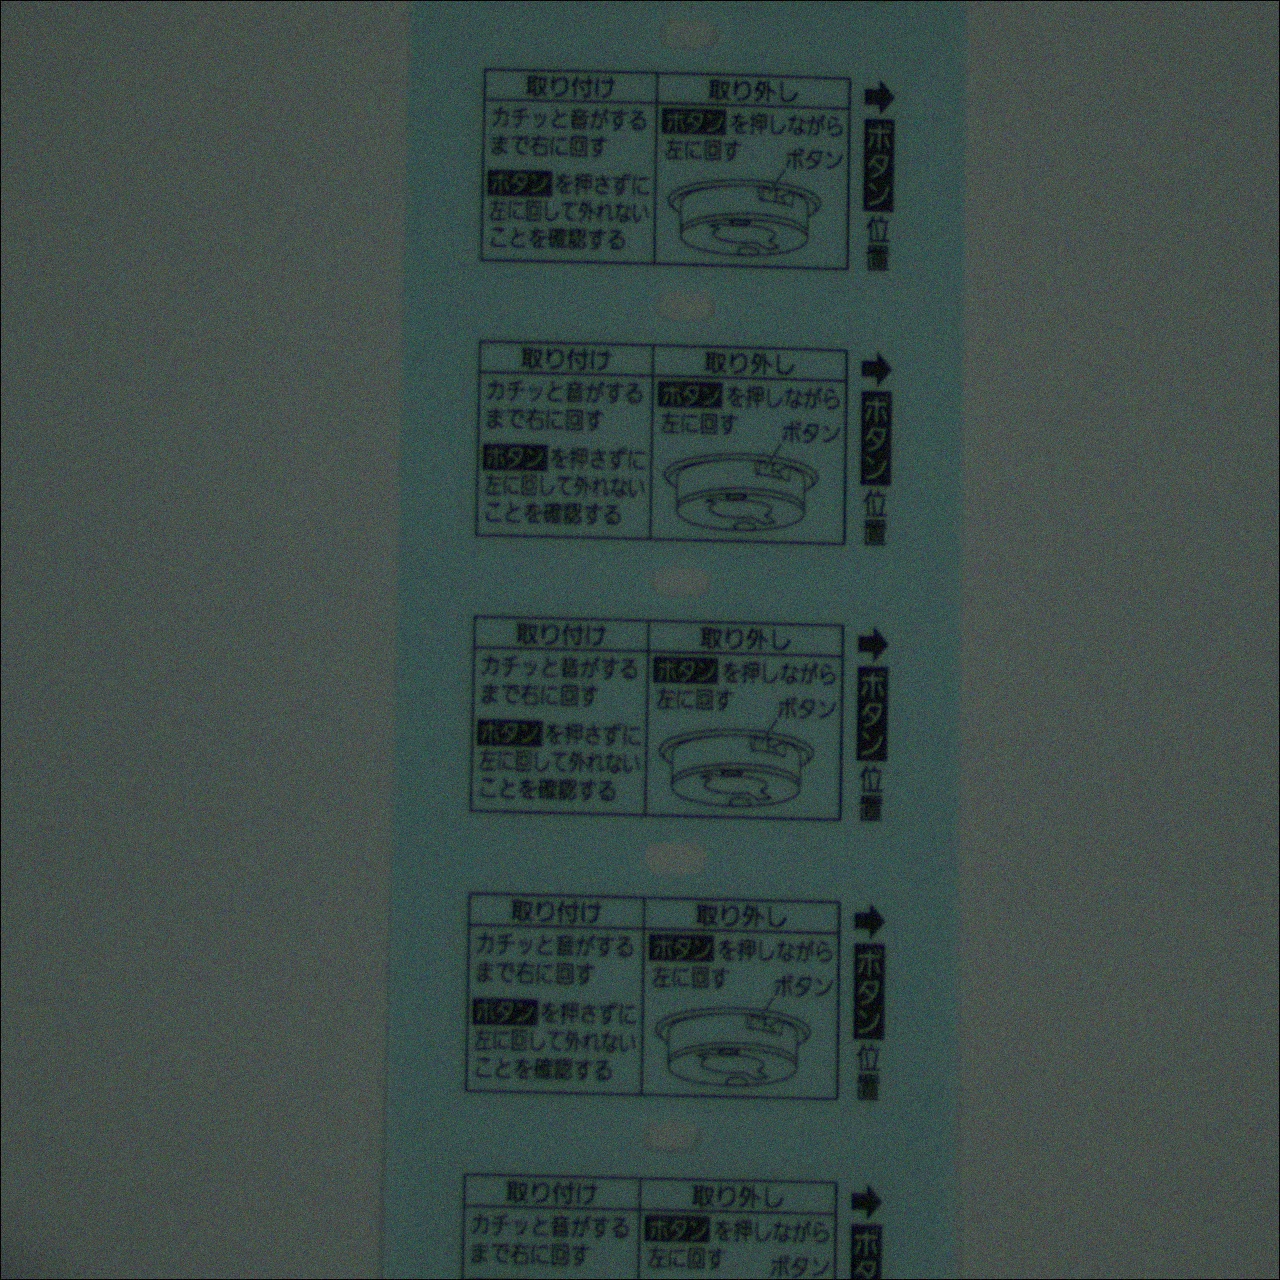 取り付け
カチッと音がする
まで右に回す
ボタンを押さずに
左に回して外れない
ことを確認する
取り外し
ボタンを押しながら
左に回す
ボタン
➡ボタン位置
取り付け
カチッと音がする
まで右に回す
ボタンを押さずに
左に回して外れない
ことを確認する
取り外し
ボタンを押しながら
左に回す
ボタン
➡ボタン位置
取り付け
カチッと音がする
まで右に回す
ボタンを押さずに
左に回して外れない
ことを確認する
取り外し
ボタンを押しながら
左に回す
ボタン
➡ボタン位置
取り付け
カチッと音がする
まで右に回す
ボタンを押さずに
左に回して外れない
ことを確認する
取り外し
ボタンを押しながら
左に回す
ボタン
➡ボタン位置
取り付け
カチッと音がする
まで右に回す
取り外し
ボタンを押しながら
左に回す
ボタン
➡ボタ